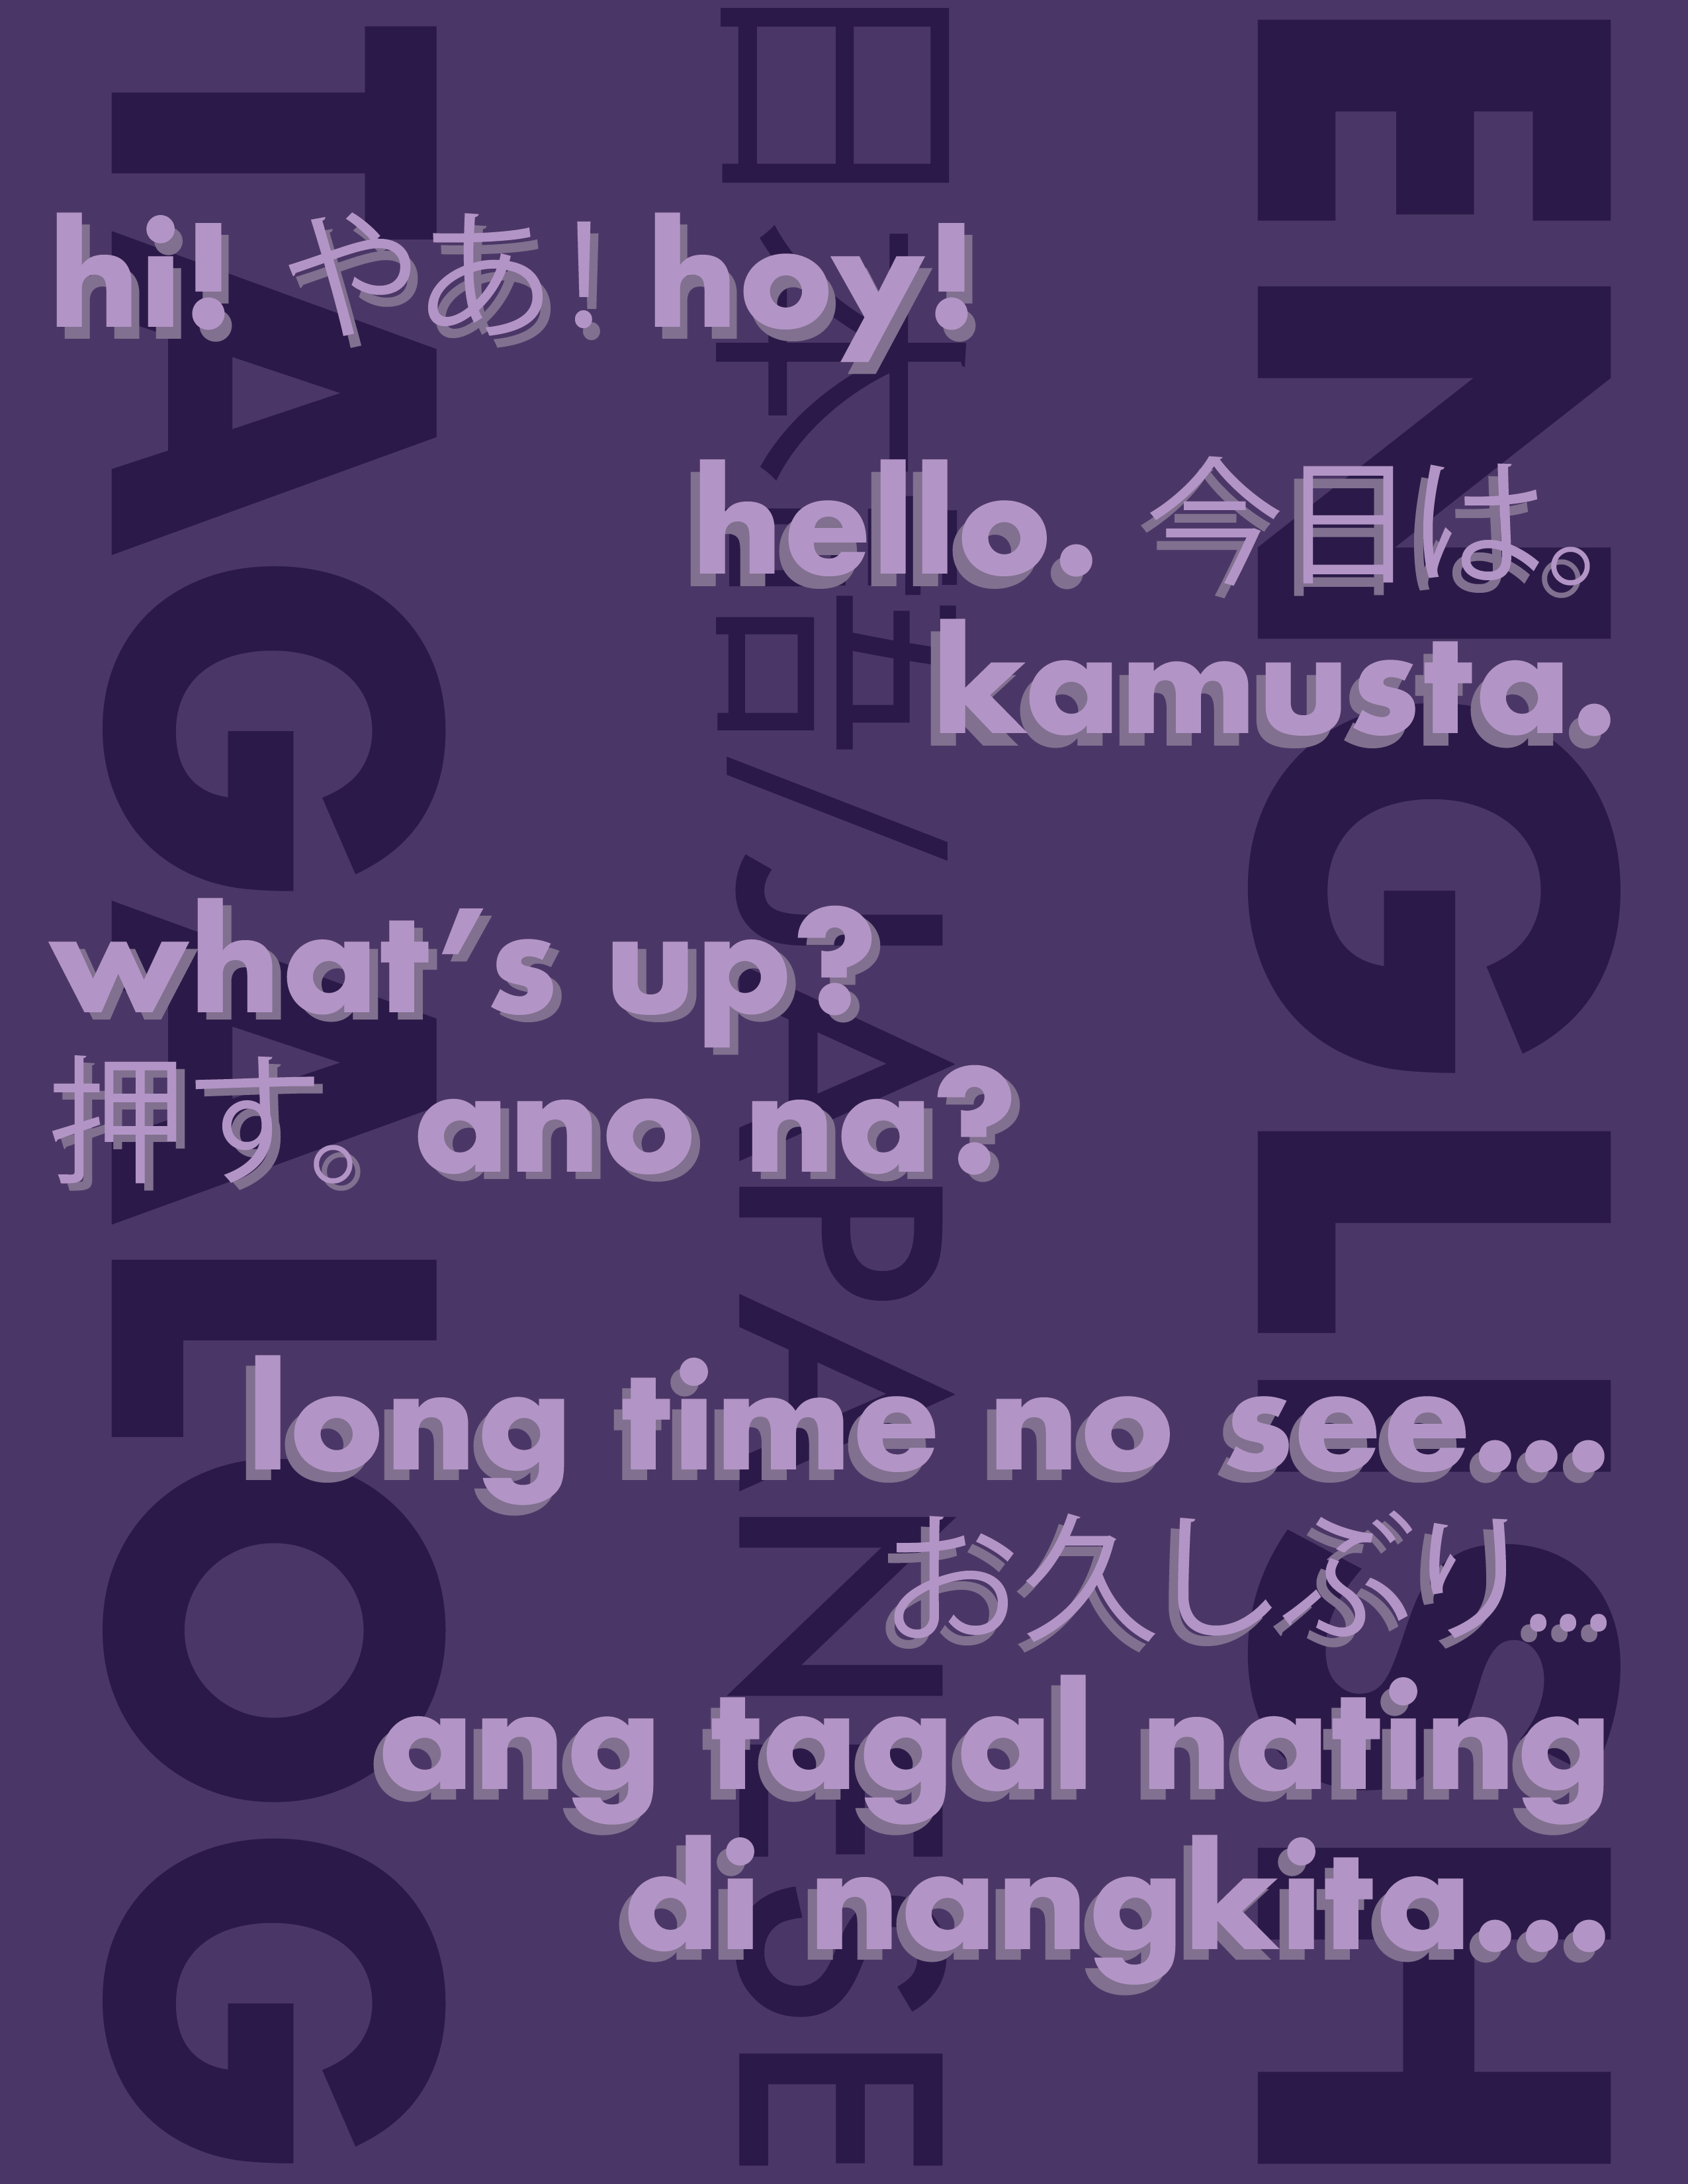 hi! やあ! hoy!
hello. 今日は。
kamusta.
what’s up?
押す。ano na?
long time no see...
お久しぶり...
ang tagal nating
di nangkita...
TAGALOG
日本語/JAPANESE
ENGLISH